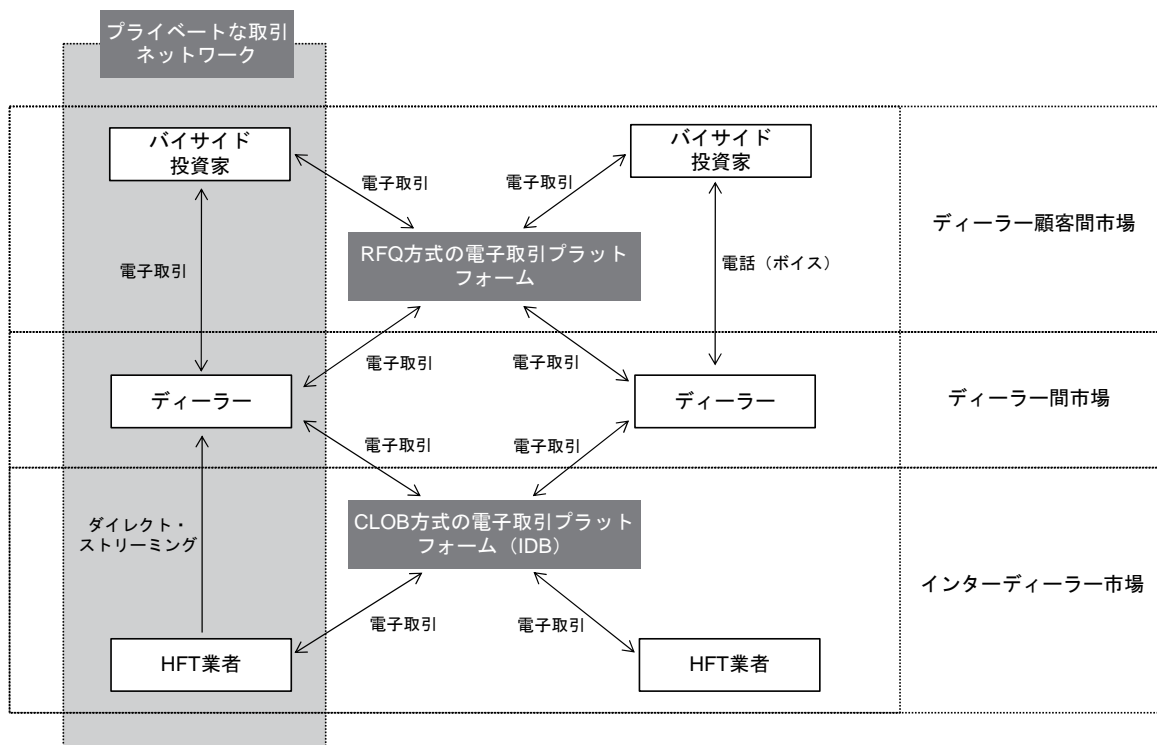 プライベートな取引
ネットワーク
バイサイド
投資家
バイサイド
投資家
電子取引
電子取引
ディーラー顧客間市場
RFQ方式の電子取引プラット
フォーム
電子取引
電話（ボイス）
電子取引
電子取引
ディーラー
ディーラー
ディーラー間市場
電子取引
電子取引
CLOB方式の電子取引プラット
フォーム（IDB）
ダイレクト・
ストリーミング
インターディーラー市場
電子取引
電子取引
HFT業者
HFT業者